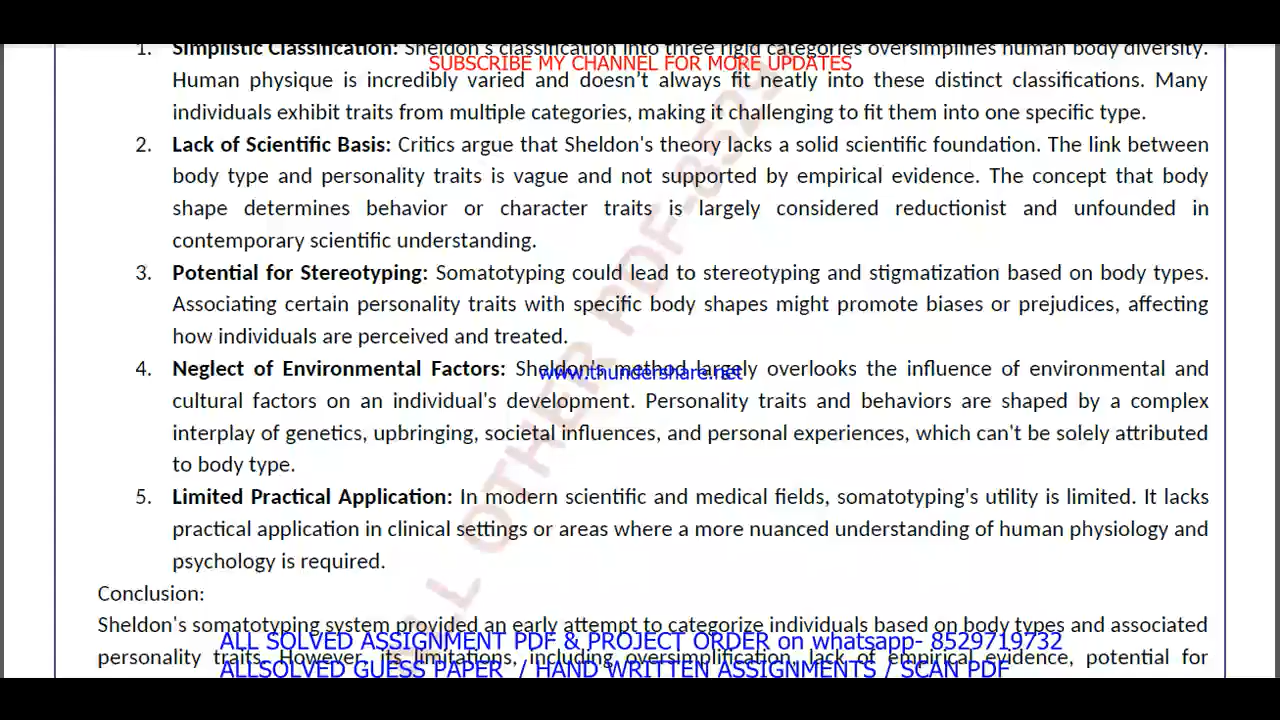 1. Simplistic Classification: Sheldon's classification into three rigid categories oversimplifies human body diversity.
SUBSCRIBE MY CHANNEL FOR MORE UPDATES
Human physique is incredibly varied and doesn't always fit neatly into these distinct classifications. Many
individuals exhibit traits from multiple categories, making it challenging to fit them into one specific type.
2. Lack of Scientific Basis: Critics argue that Sheldon's theory lacks a solid scientific foundation. The link between
body type and personality traits is vague and not supported by empirical evidence. The concept that body
shape determines behavior or character traits is largely considered reductionist and unfounded in
contemporary scientific understanding.
3. Potential for Stereotyping: Somatotyping could lead to stereotyping and stigmatization based on body types.
Associating certain personality traits with specific body shapes might promote biases or prejudices, affecting
how individuals are perceived and treated.
4. Neglect of Environmental Factors: Sheldon's method largely overlooks the influence of environmental and
www.thundershare.net
cultural factors on an individual's development. Personality traits and behaviors are shaped by a complex
interplay of genetics, upbringing, societal influences, and personal experiences, which can't be solely attributed
to body type.
5. Limited Practical Application: In modern scientific and medical fields, somatotyping's utility is limited. It lacks
practical application in clinical settings or areas where a more nuanced understanding of human physiology and
psychology is required.
Conclusion:
Sheldon's somatotyping system provided an early attempt to categorize individuals based on body types and associated
ALL SOLVED ASSIGNMENT PDF & PROJECT ORDER on whatsapp- 8529719732
personality traits. However, its limitations, including oversimplification, lack of empirical evidence, potential for
ALLSOLVED GUESS PAPER / HAND WRITTEN ASSIGNMENTS / SCAN PDF
ALL OTHER PDF-8529